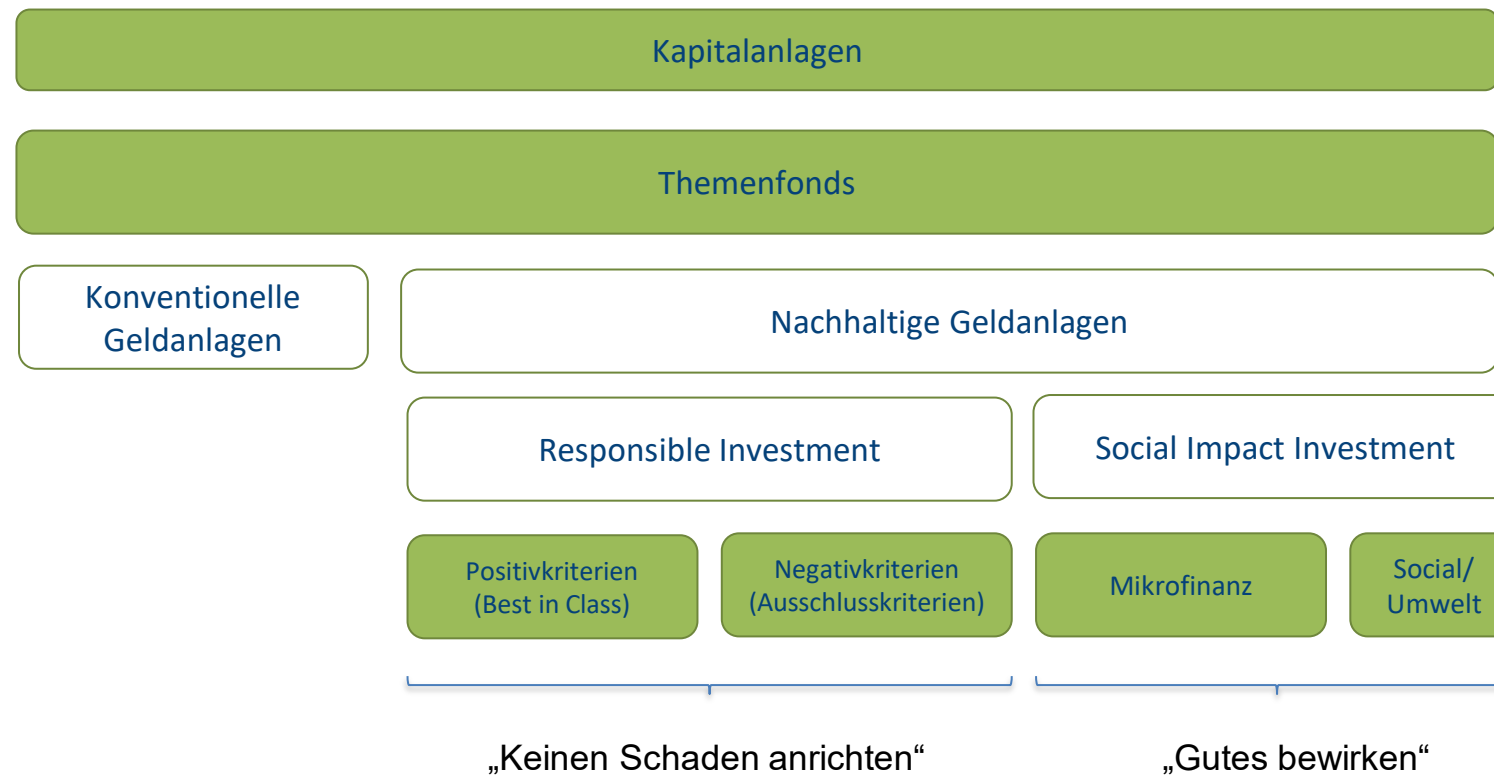 Kapitalanlagen
Themenfonds
Konventionelle
Geldanlagen
Nachhaltige Geldanlagen
Responsible Investment
Social Impact Investment
Positivkriterien
(Best in Class)
Negativkriterien
(Ausschlusskriterien)
Mikrofinanz
Social/
Umwelt
„Keinen Schaden anrichten“
„Gutes bewirken“